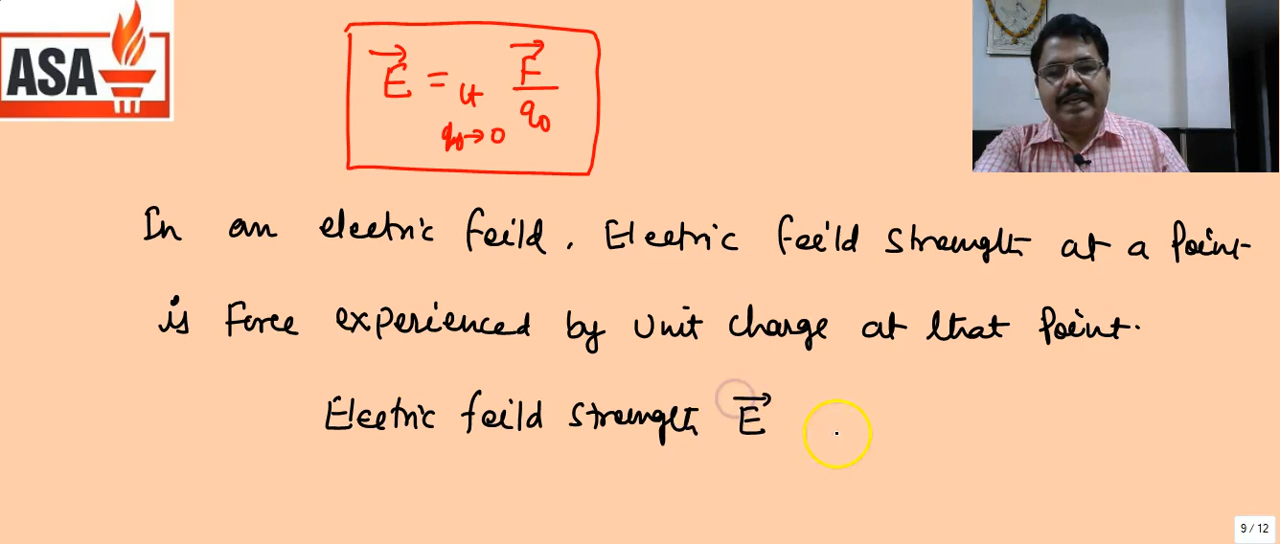 ASA
E⃗ = Lt F⃗/q₀
q₀→0
In an electric feild, Electric feild strength at a point
is Force experienced by unit charge at that point.
Electric feild strength E⃗
9 / 12